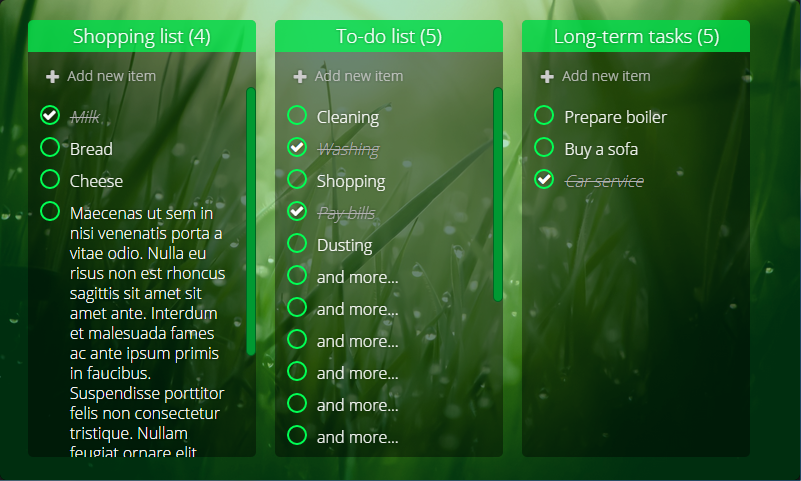 Shopping list (4)
Add new item
Milk
Bread
Cheese
Maecenas ut sem in
nisi venenatis porta a
vitae odio. Nulla eu
risus non est rhoncus
sagittis sit amet sit
amet ante. Interdum
et malesuada fames
ac ante ipsum primis
in faucibus.
Suspendisse porttitor
felis non consectetur
tristique. Nullam
feugiat ornare elit
To-do list (5)
Add new item
Cleaning
Washing
Shopping
Pay bills
Dusting
and more...
and more...
and more...
and more...
and more...
and more...
Long-term tasks (5)
Add new item
Prepare boiler
Buy a sofa
Car service